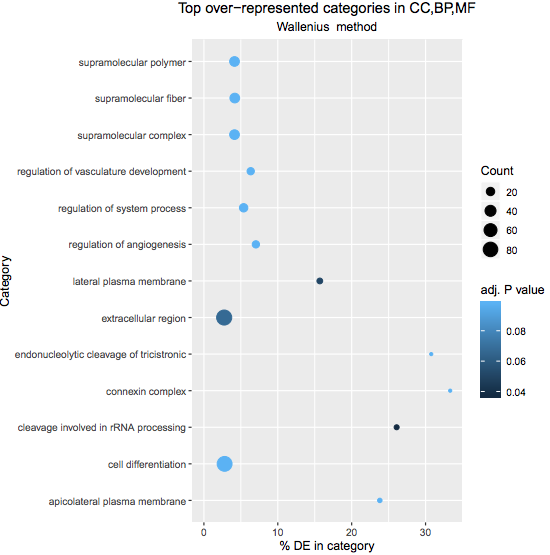 Top over−represented categories in CC,BP,MF
Wallenius method
Category
supramolecular polymer
supramolecular fiber
supramolecular complex
regulation of vasculature development
regulation of system process
regulation of angiogenesis
lateral plasma membrane
extracellular region
endonucleolytic cleavage of tricistronic
connexin complex
cleavage involved in rRNA processing
cell differentiation
apicolateral plasma membrane
0 10 20 30
% DE in category
Count
20
40
60
80
adj. P value
0.08
0.06
0.04